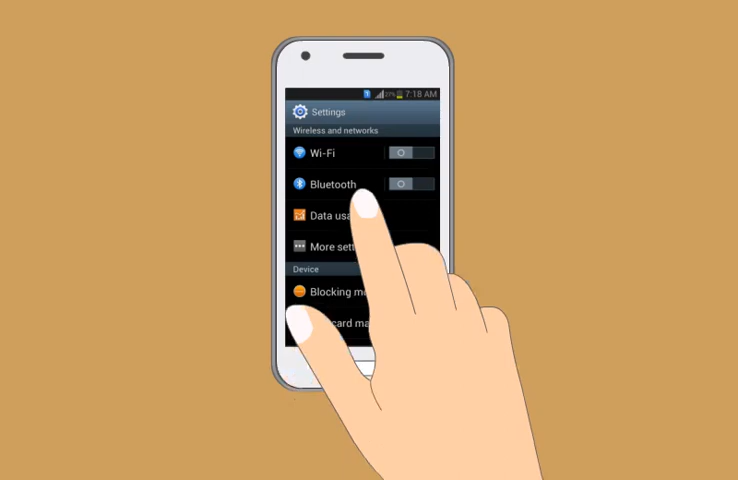 7:18 AM
Settings
Wireless and networks
Wi-Fi
Bluetooth
Data usa
More sett
Device
Blocking m
card ma